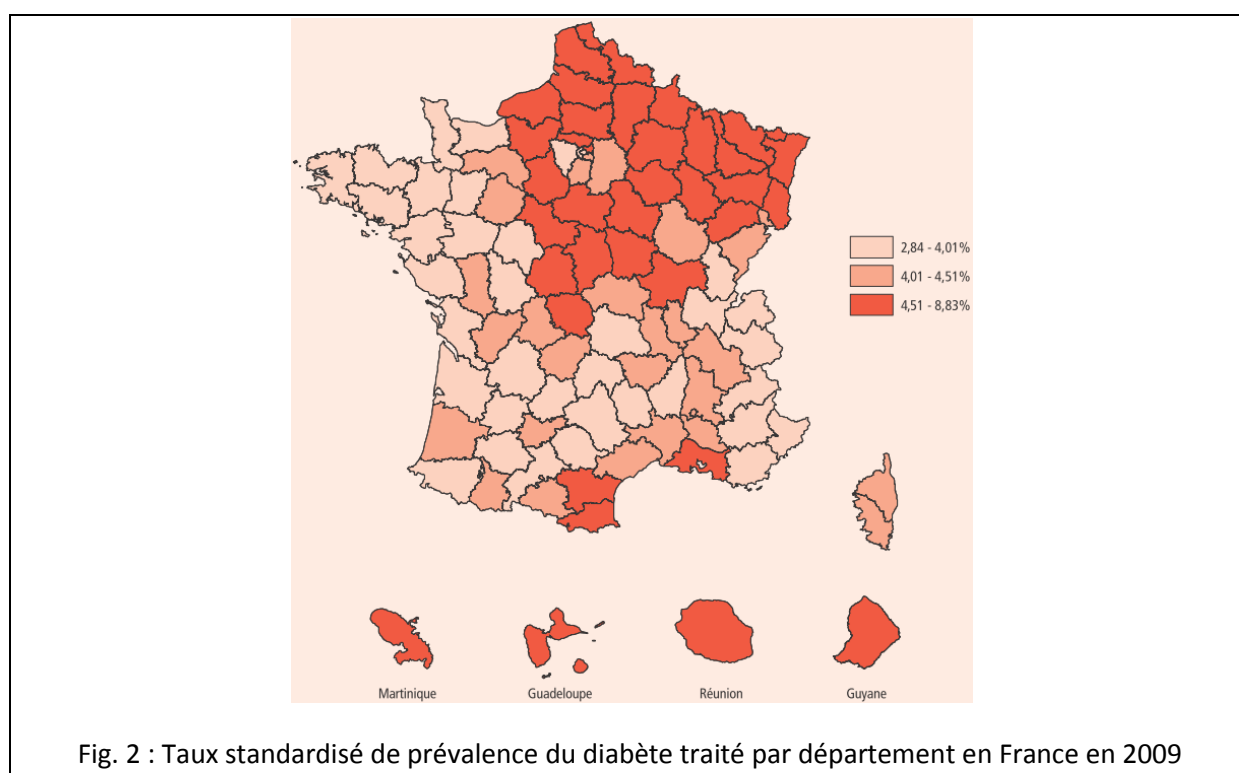 2,84 - 4,01%
4,01 - 4,51%
4,51 - 8,83%
Martinique Guadeloupe Réunion Guyane
Fig. 2 : Taux standardisé de prévalence du diabète traité par département en France en 2009